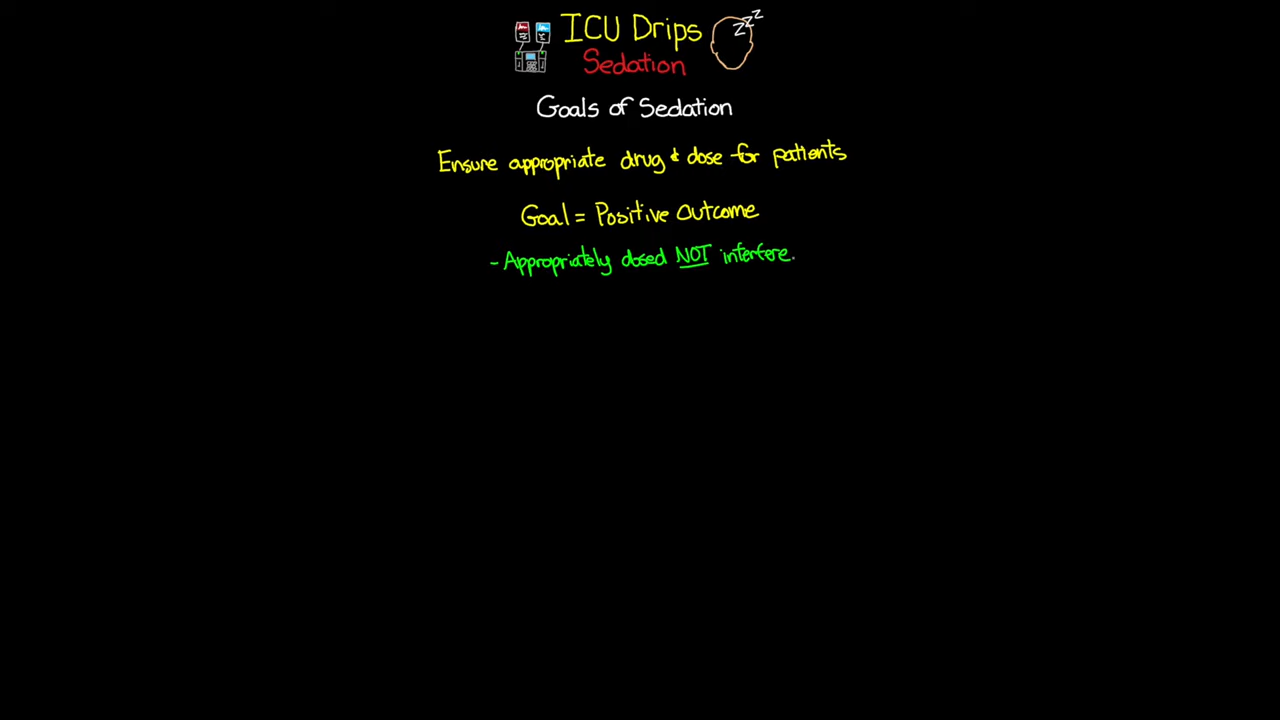 ICU Drips
zzz
Sedation
Goals of Sedation
Ensure appropriate drug & dose for patients
Goal = Positive Outcome
- Appropriately dosed NOT interfere.